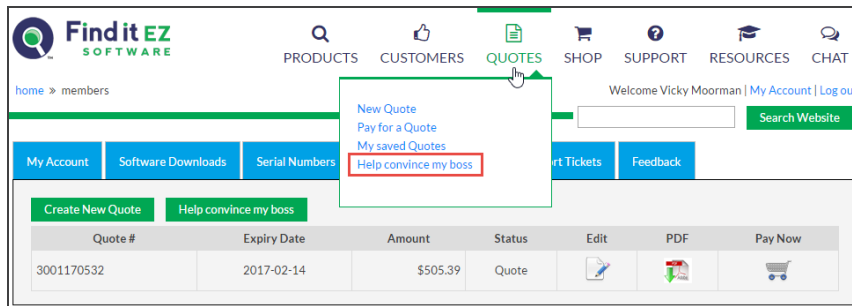 Find it EZ
SOFTWARE
PRODUCTS CUSTOMERS QUOTES SHOP SUPPORT RESOURCES CHAT
home » members
Welcome Vicky Moorman | My Account | Log ou
New Quote
Pay for a Quote
My saved Quotes
Help convince my boss
Search Website
My Account Software Downloads Serial Numbers rt Tickets Feedback
Create New Quote Help convince my boss
Quote # Expiry Date Amount Status Edit PDF Pay Now
3001170532 2017-02-14 $505.39 Quote